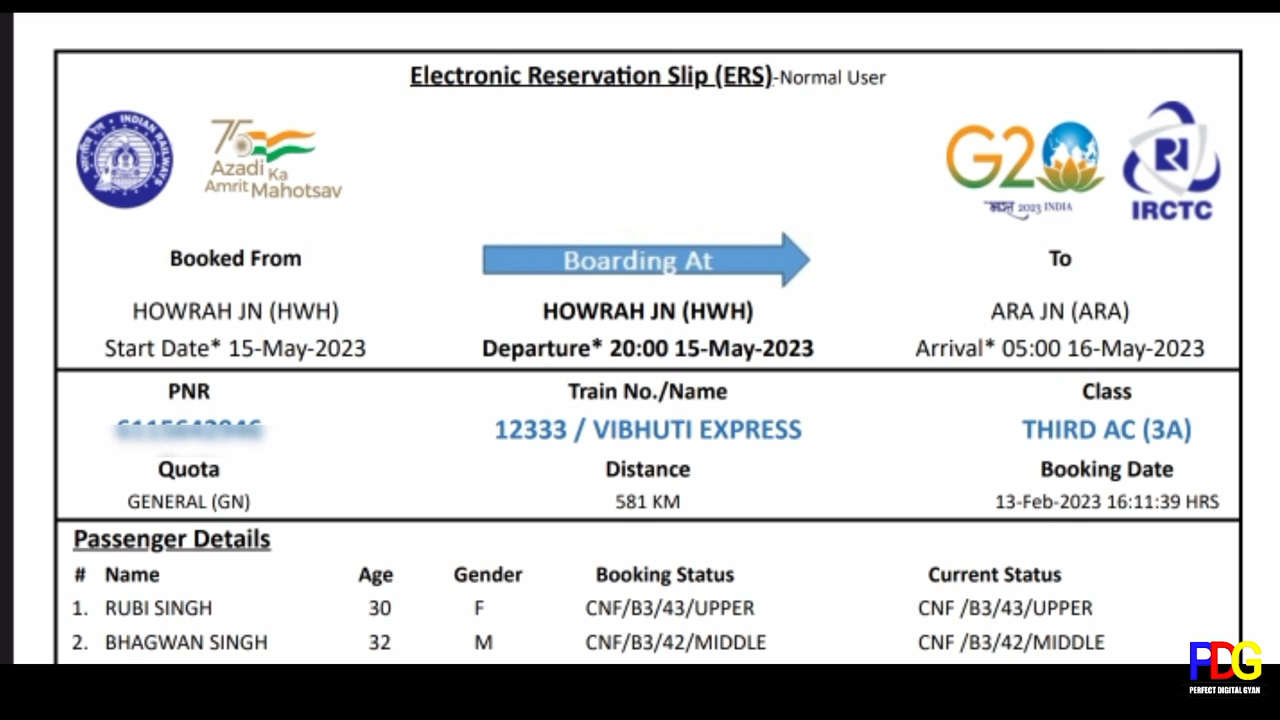 Electronic Reservation Slip (ERS)-Normal User
भारतीय रेल INDIAN RAILWAYS
75
Azadi Ka
Amrit Mahotsav
G20
भारत 2023 INDIA
IRCTC
Booked From Boarding At To
HOWRAH JN (HWH) HOWRAH JN (HWH) ARA JN (ARA)
Start Date* 15-May-2023 Departure* 20:00 15-May-2023 Arrival* 05:00 16-May-2023
PNR Train No./Name Class
12333 / VIBHUTI EXPRESS THIRD AC (3A)
Quota Distance Booking Date
GENERAL (GN) 581 KM 13-Feb-2023 16:11:39 HRS
Passenger Details
# Name Age Gender Booking Status Current Status
1. RUBI SINGH 30 F CNF/B3/43/UPPER CNF /B3/43/UPPER
2. BHAGWAN SINGH 32 M CNF/B3/42/MIDDLE CNF /B3/42/MIDDLE
PDG
PERFECT DIGITAL GYAN